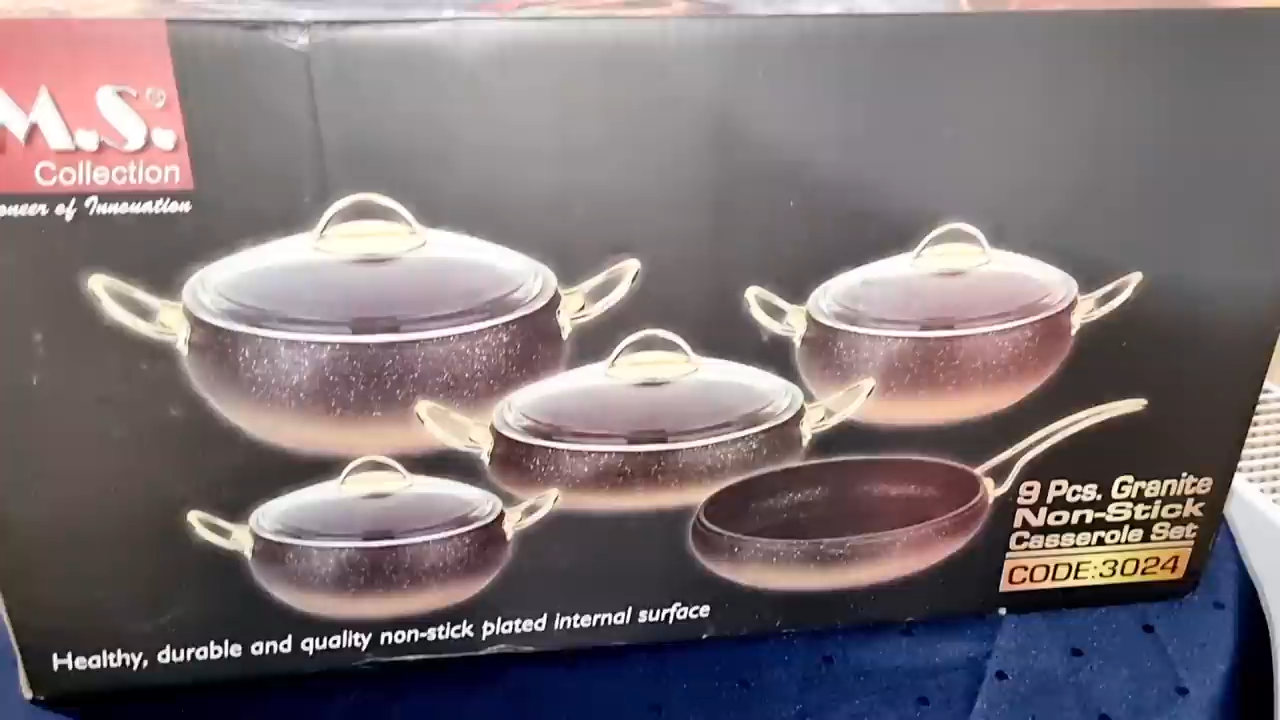 M.S.®
Collection
oneer of Innovation
9 Pcs. Granite
Non-Stick
Casserole Set
CODE:3024
Healthy, durable and quality non-stick plated internal surface